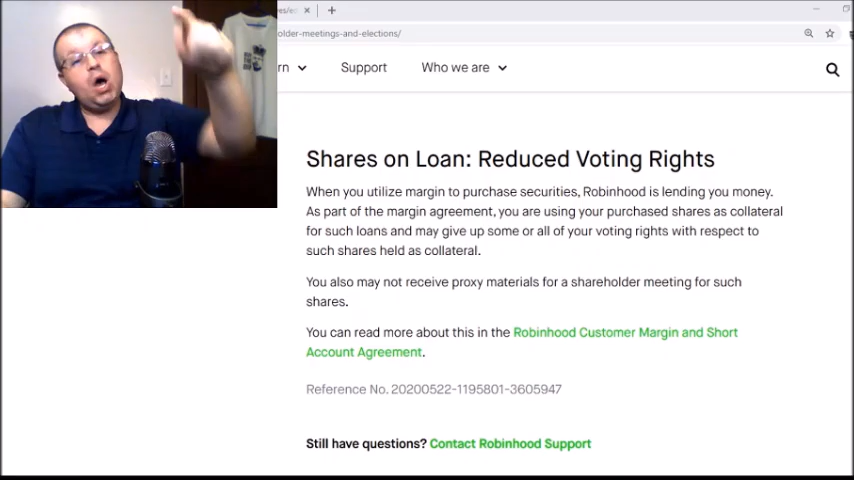 older-meetings-and-elections/
Support
Who we are
Shares on Loan: Reduced Voting Rights
When you utilize margin to purchase securities, Robinhood is lending you money.
As part of the margin agreement, you are using your purchased shares as collateral
for such loans and may give up some or all of your voting rights with respect to
such shares held as collateral.
You also may not receive proxy materials for a shareholder meeting for such
shares.
You can read more about this in the Robinhood Customer Margin and Short
Account Agreement.
Reference No. 20200522-1195801-3605947
Still have questions? Contact Robinhood Support